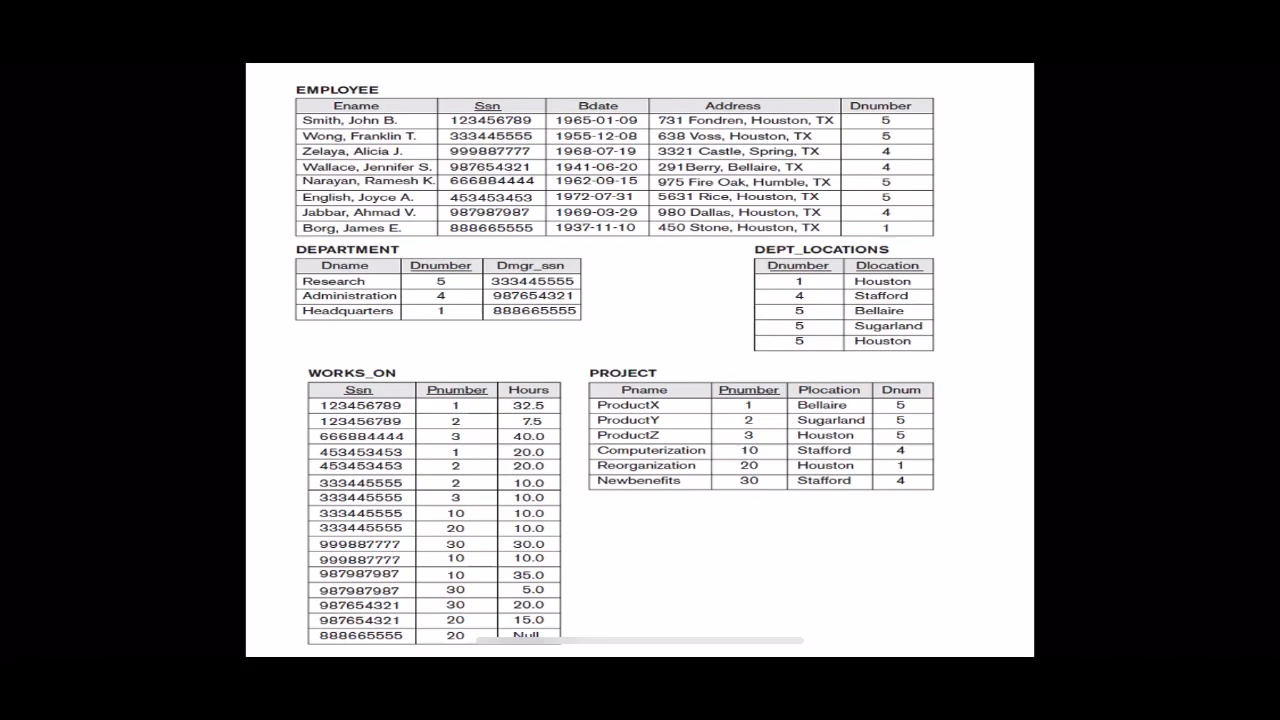 EMPLOYEE
Ename Ssn Bdate Address Dnumber
Smith, John B. 123456789 1965-01-09 731 Fondren, Houston, TX 5
Wong, Franklin T. 333445555 1955-12-08 638 Voss, Houston, TX 5
Zelaya, Alicia J. 999887777 1968-07-19 3321 Castle, Spring, TX 4
Wallace, Jennifer S. 987654321 1941-06-20 291Berry, Bellaire, TX 4
Narayan, Ramesh K. 666884444 1962-09-15 975 Fire Oak, Humble, TX 5
English, Joyce A. 453453453 1972-07-31 5631 Rice, Houston, TX 5
Jabbar, Ahmad V. 987987987 1969-03-29 980 Dallas, Houston, TX 4
Borg, James E. 888665555 1937-11-10 450 Stone, Houston, TX 1
DEPARTMENT
Dname Dnumber Dmgr_ssn
Research 5 333445555
Administration 4 987654321
Headquarters 1 888665555
DEPT_LOCATIONS
Dnumber Dlocation
1 Houston
4 Stafford
5 Bellaire
5 Sugarland
5 Houston
WORKS_ON
Ssn Pnumber Hours
123456789 1 32.5
123456789 2 7.5
666884444 3 40.0
453453453 1 20.0
453453453 2 20.0
333445555 2 10.0
333445555 3 10.0
333445555 10 10.0
333445555 20 10.0
999887777 30 30.0
999887777 10 10.0
987987987 10 35.0
987987987 30 5.0
987654321 30 20.0
987654321 20 15.0
888665555 20 Null
PROJECT
Pname Pnumber Plocation Dnum
ProductX 1 Bellaire 5
ProductY 2 Sugarland 5
ProductZ 3 Houston 5
Computerization 10 Stafford 4
Reorganization 20 Houston 1
Newbenefits 30 Stafford 4